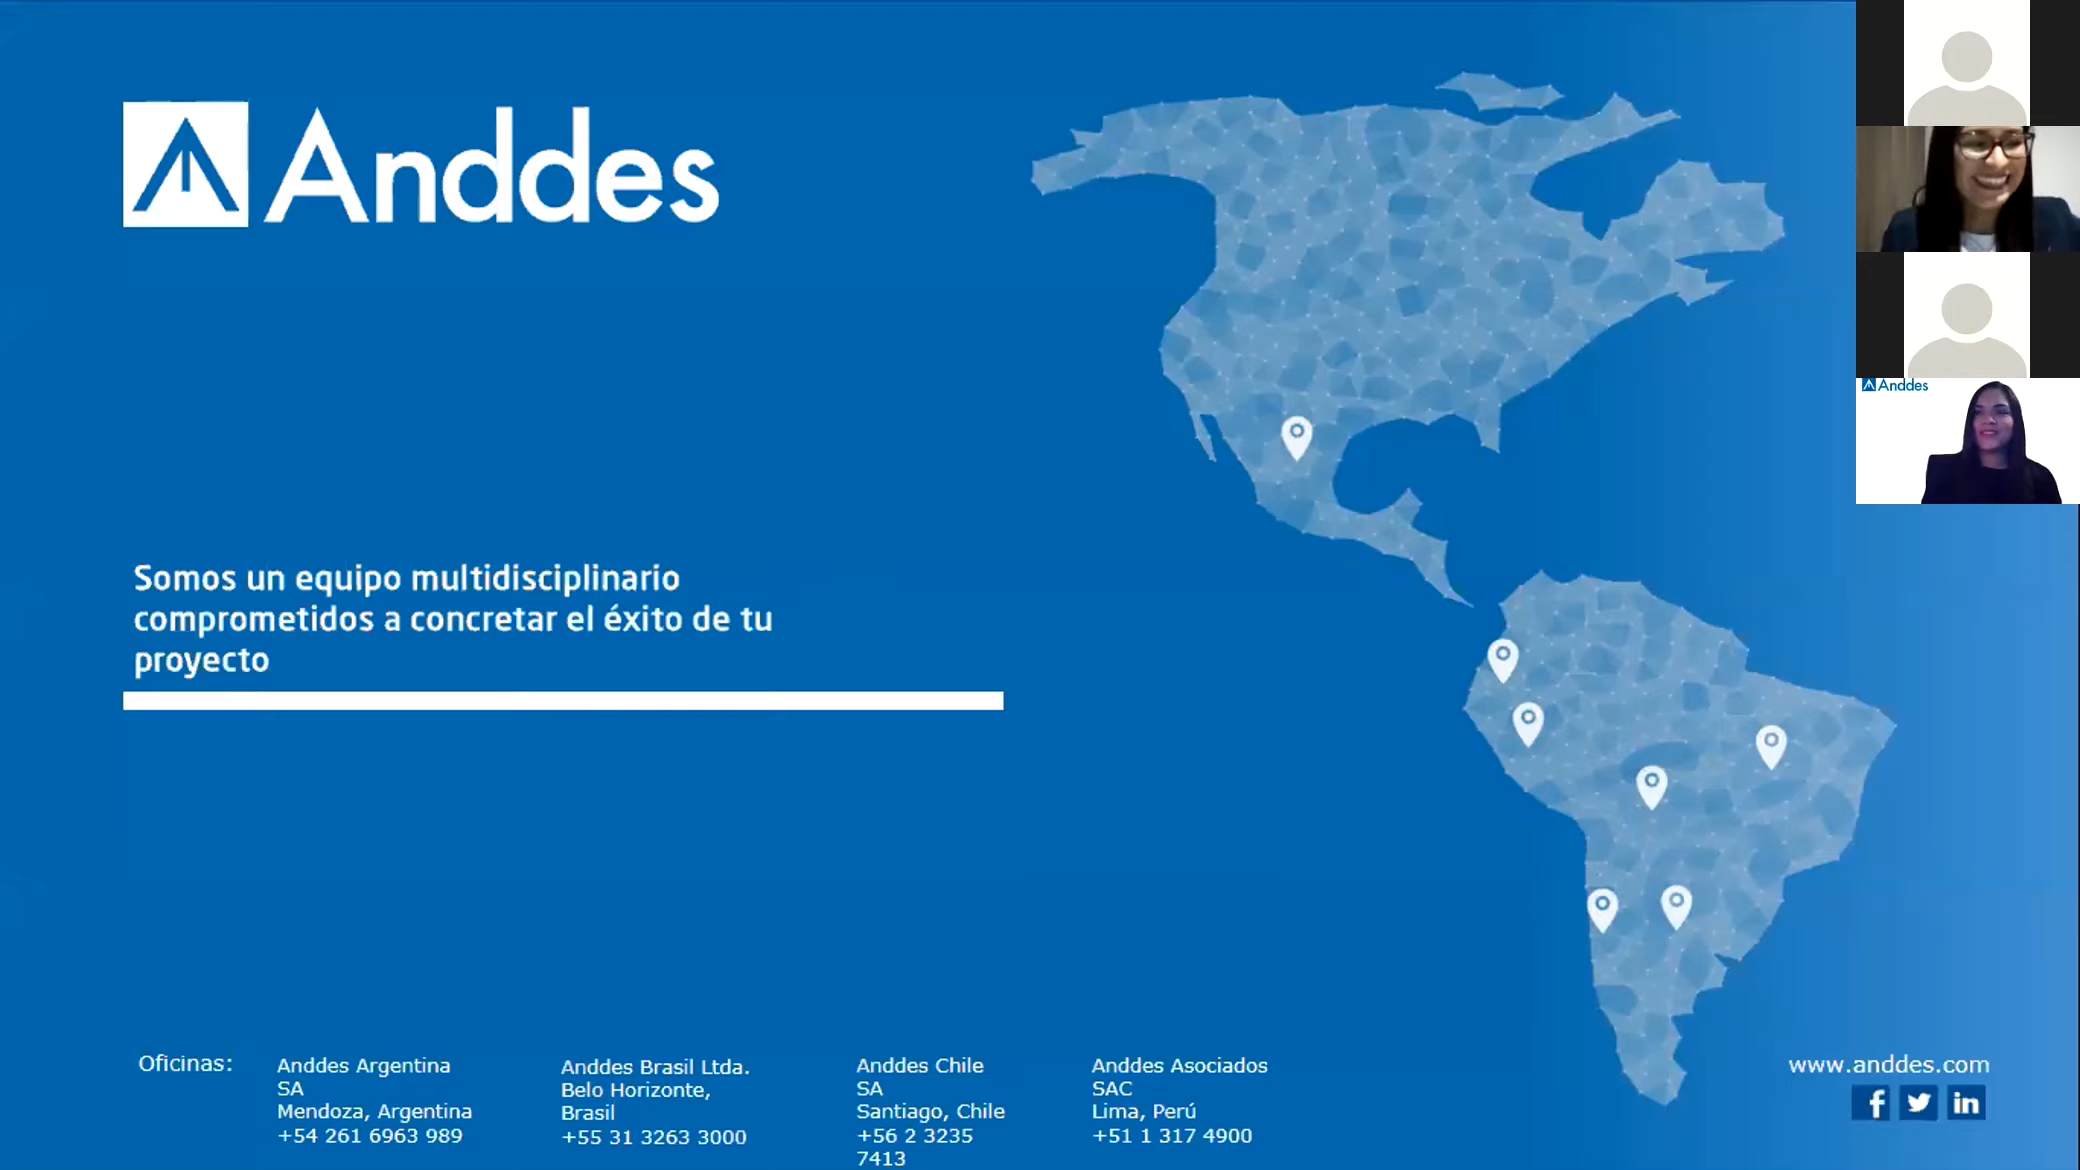 Anddes
Anddes
Somos un equipo multidisciplinario
comprometidos a concretar el éxito de tu
proyecto
Oficinas:
Anddes Argentina
SA
Mendoza, Argentina
+54 261 6963 989
Anddes Brasil Ltda.
Belo Horizonte,
Brasil
+55 31 3263 3000
Anddes Chile
SA
Santiago, Chile
+56 2 3235
7413
Anddes Asociados
SAC
Lima, Perú
+51 1 317 4900
www.anddes.com